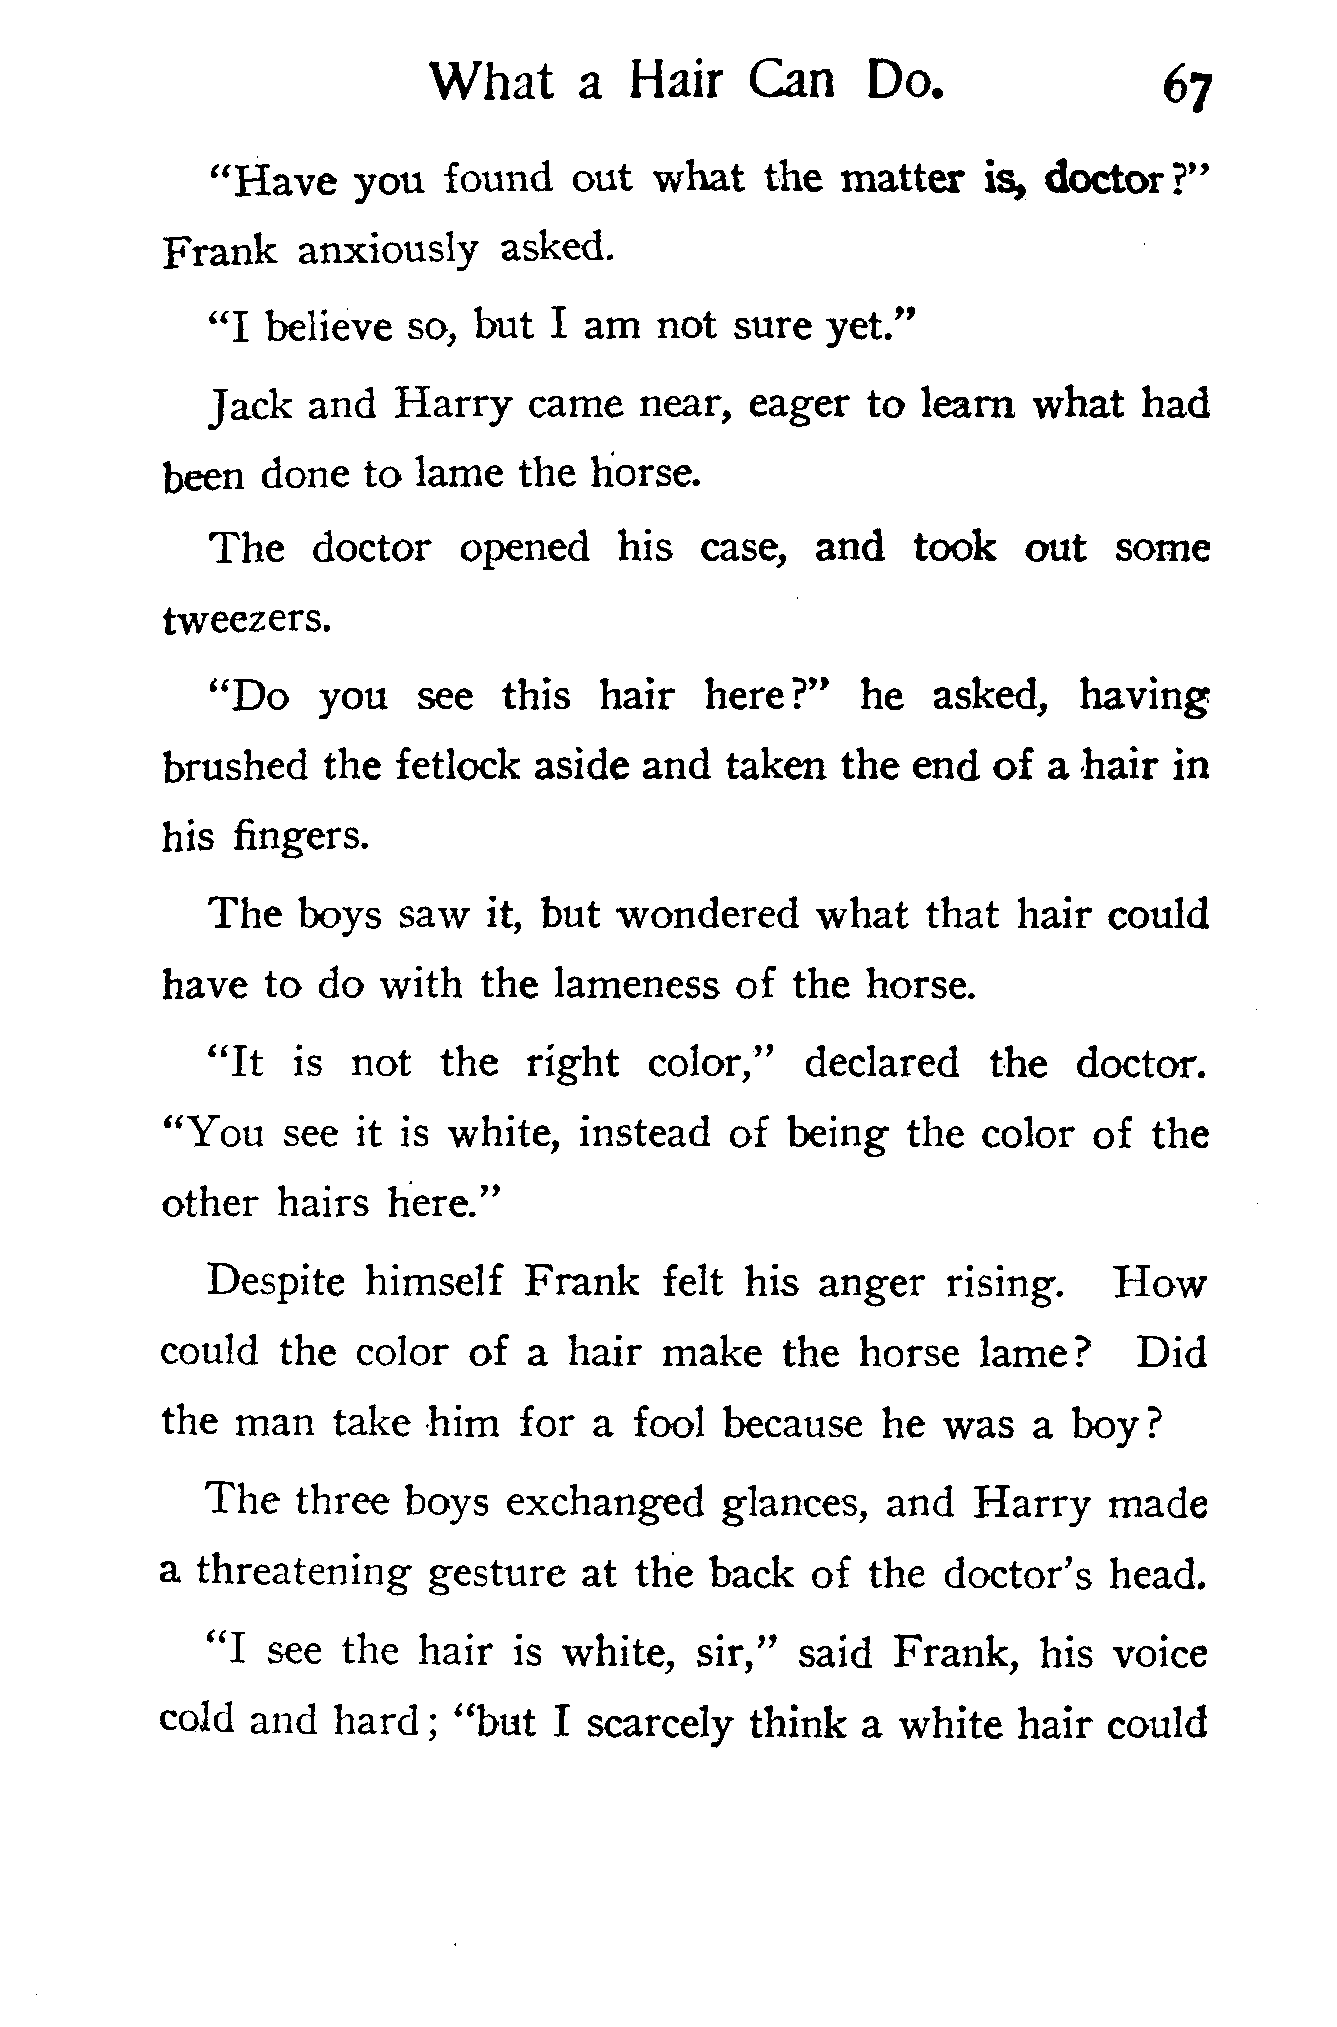 What a Hair Can Do. 67
“Have you found out what the matter is, doctor?”
Frank anxiously asked.
“I believe so, but I am not sure yet.”
Jack and Harry came near, eager to learn what had
been done to lame the horse.
The doctor opened his case, and took out some
tweezers.
“Do you see this hair here?” he asked, having
brushed the fetlock aside and taken the end of a hair in
his fingers.
The boys saw it, but wondered what that hair could
have to do with the lameness of the horse.
“It is not the right color,” declared the doctor.
“You see it is white, instead of being the color of the
other hairs here.”
Despite himself Frank felt his anger rising. How
could the color of a hair make the horse lame? Did
the man take him for a fool because he was a boy?
The three boys exchanged glances, and Harry made
a threatening gesture at the back of the doctor’s head.
“I see the hair is white, sir,” said Frank, his voice
cold and hard; “but I scarcely think a white hair could